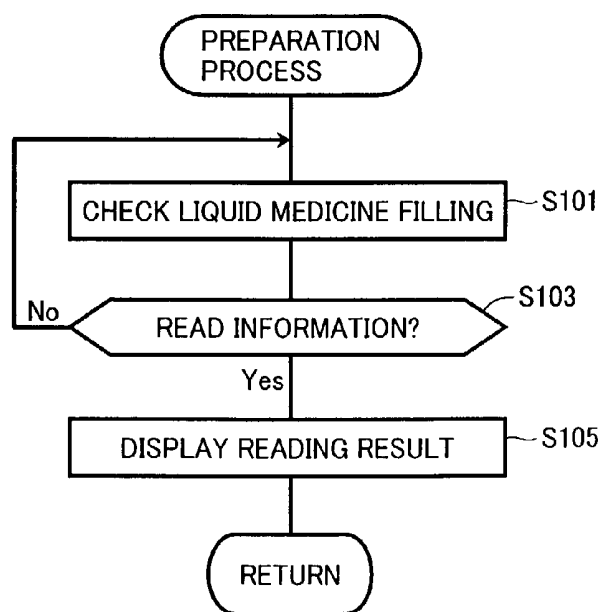 PREPARATION
PROCESS
CHECK LIQUID MEDICINE FILLING
S101
S103
No
READ INFORMATION?
Yes
DISPLAY READING RESULT
S105
RETURN